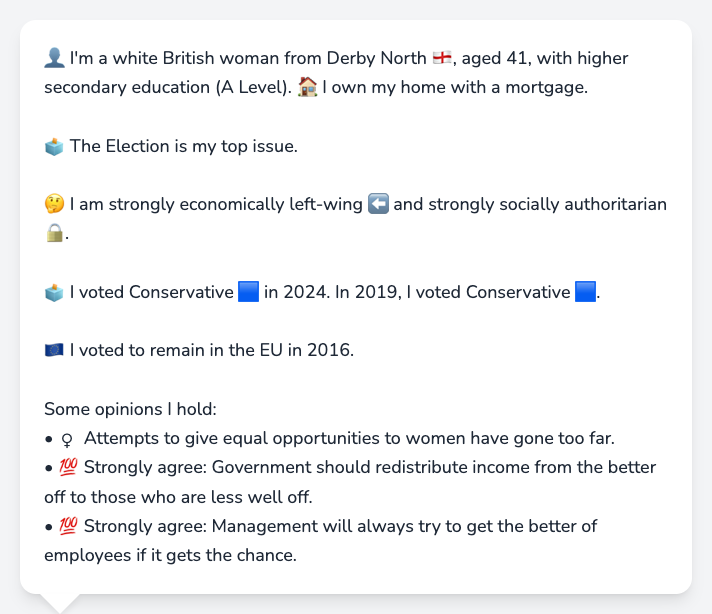 👤 I'm a white British woman from Derby North 🏴󠁧󠁢󠁥󠁮󠁧󠁿, aged 41, with higher
secondary education (A Level). 🏠 I own my home with a mortgage.
🗳️ The Election is my top issue.
🤔 I am strongly economically left-wing ⬅️ and strongly socially authoritarian
🔒.
🗳️ I voted Conservative 🟦 in 2024. In 2019, I voted Conservative 🟦.
🇪🇺 I voted to remain in the EU in 2016.
Some opinions I hold:
• ♀ Attempts to give equal opportunities to women have gone too far.
• 💯 Strongly agree: Government should redistribute income from the better
off to those who are less well off.
• 💯 Strongly agree: Management will always try to get the better of
employees if it gets the chance.